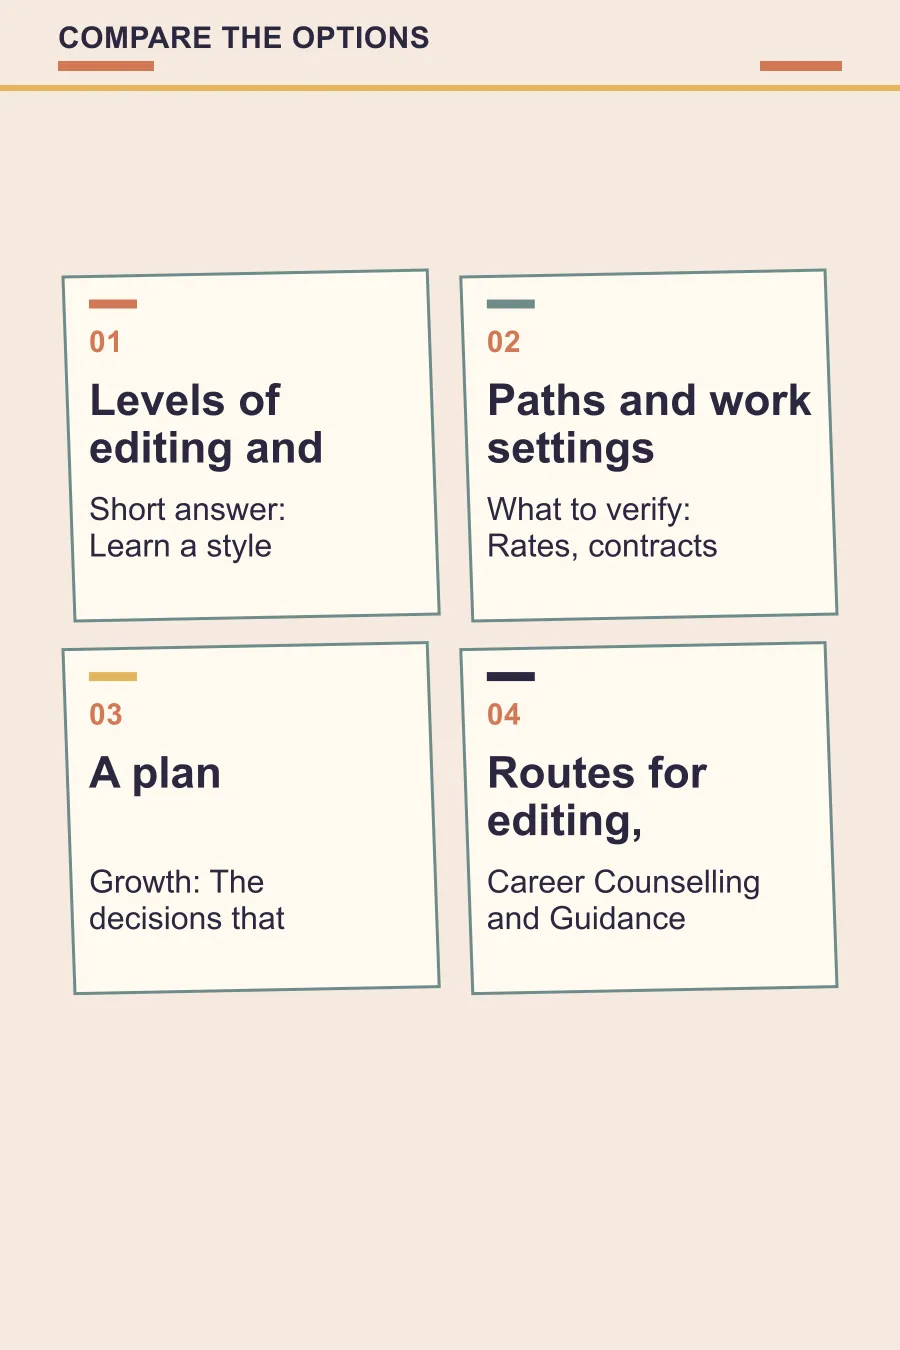 COMPARE THE OPTIONS
01
Levels of
editing and
Short answer:
Learn a style
02
Paths and work
settings
What to verify:
Rates, contracts
03
A plan
Growth: The
decisions that
04
Routes for
editing,
Career Counselling
and Guidance